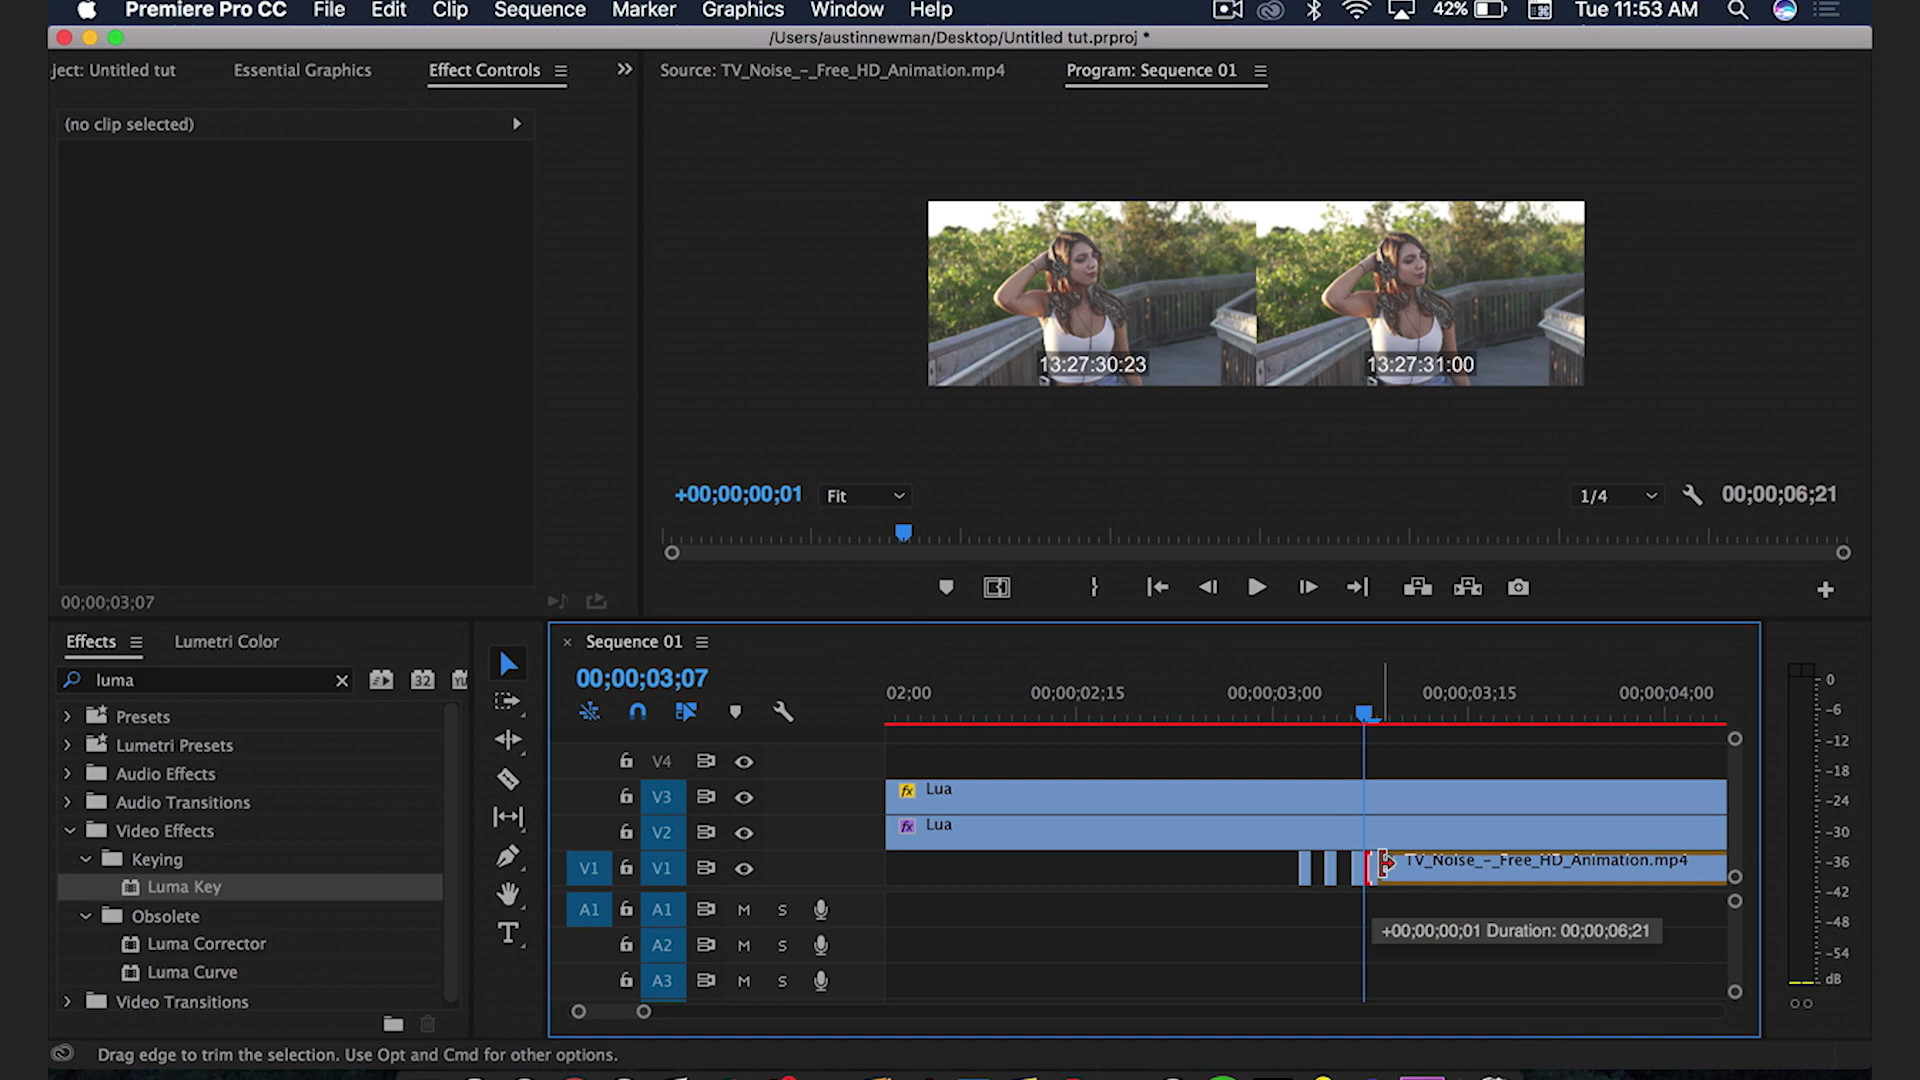 Premiere Pro CC File Edit Clip Sequence Marker Graphics Window Help 42% Tue 11:53 AM
/Users/austinnewman/Desktop/Untitled tut.prproj *
ject: Untitled tut Essential Graphics Effect Controls Source: TV_Noise_-_Free_HD_Animation.mp4 Program: Sequence 01
(no clip selected)
13:27:30:23 13:27:31:00
+00;00;00;01 Fit 1/4 00;00;06;21
00;00;03;07
Effects Lumetri Color
luma
32 YU
Presets
Lumetri Presets
Audio Effects
Audio Transitions
Video Effects
Keying
Luma Key
Obsolete
Luma Corrector
Luma Curve
Video Transitions
Sequence 01
00;00;03;07
02;00 00;00;02;15 00;00;03;00 00;00;03;15 00;00;04;00
V4
V3 fx Lua
V2 fx Lua
V1 V1 TV_Noise_-_Free_HD_Animation.mp4
A1 A1 M S
A2 M S
A3 M S
+00;00;00;01 Duration: 00;00;06;21
0
-6
-12
-18
-24
-30
-36
-42
-48
-54
dB
Drag edge to trim the selection. Use Opt and Cmd for other options.